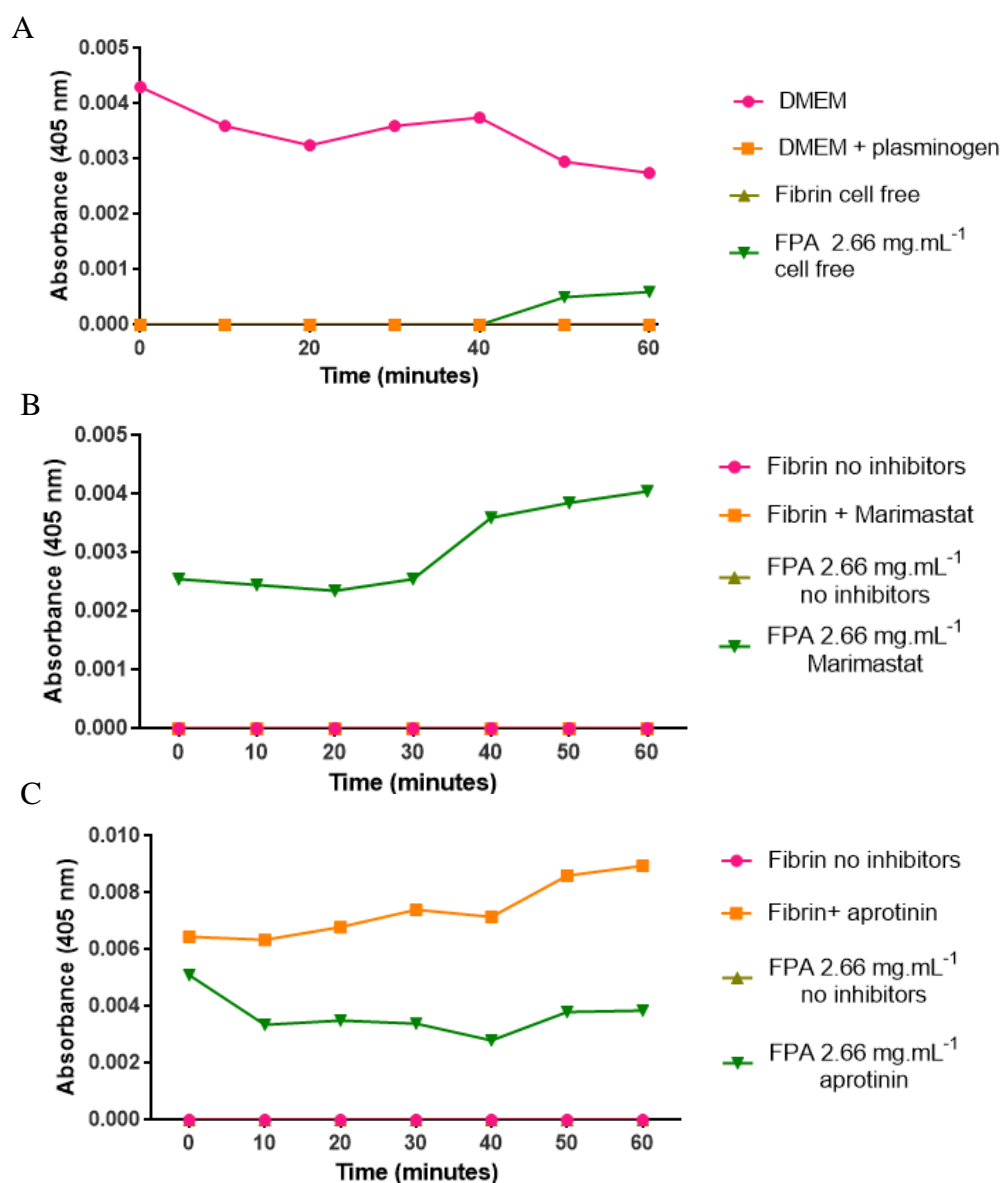 A
Absorbance (405 nm)
0.005
0.004
0.003
0.002
0.001
0.000
0
20
40
60
Time (minutes)
DMEM
DMEM + plasminogen
Fibrin cell free
FPA 2.66 mg.mL⁻¹
cell free
B
Absorbance (405 nm)
0.005
0.004
0.003
0.002
0.001
0.000
0
10
20
30
40
50
60
Time (minutes)
Fibrin no inhibitors
Fibrin + Marimastat
FPA 2.66 mg.mL⁻¹
no inhibitors
FPA 2.66 mg.mL⁻¹
Marimastat
C
Absorbance (405 nm)
0.010
0.008
0.006
0.004
0.002
0.000
0
10
20
30
40
50
60
Time (minutes)
Fibrin no inhibitors
Fibrin+ aprotinin
FPA 2.66 mg.mL⁻¹
no inhibitors
FPA 2.66 mg.mL⁻¹
aprotinin